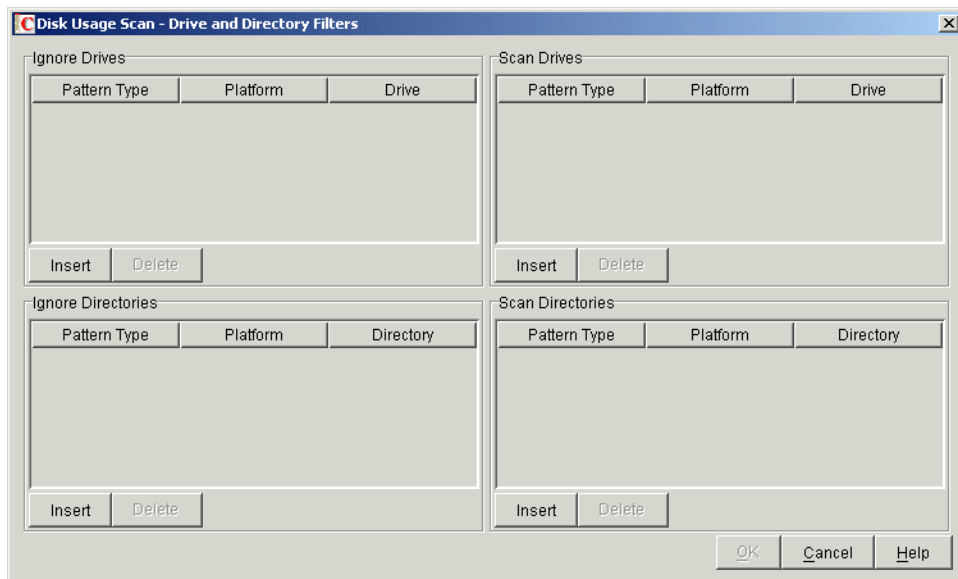 C Disk Usage Scan - Drive and Directory Filters
Ignore Drives
Pattern Type Platform Drive
Insert Delete
Scan Drives
Pattern Type Platform Drive
Insert Delete
Ignore Directories
Pattern Type Platform Directory
Insert Delete
Scan Directories
Pattern Type Platform Directory
Insert Delete
OK Cancel Help